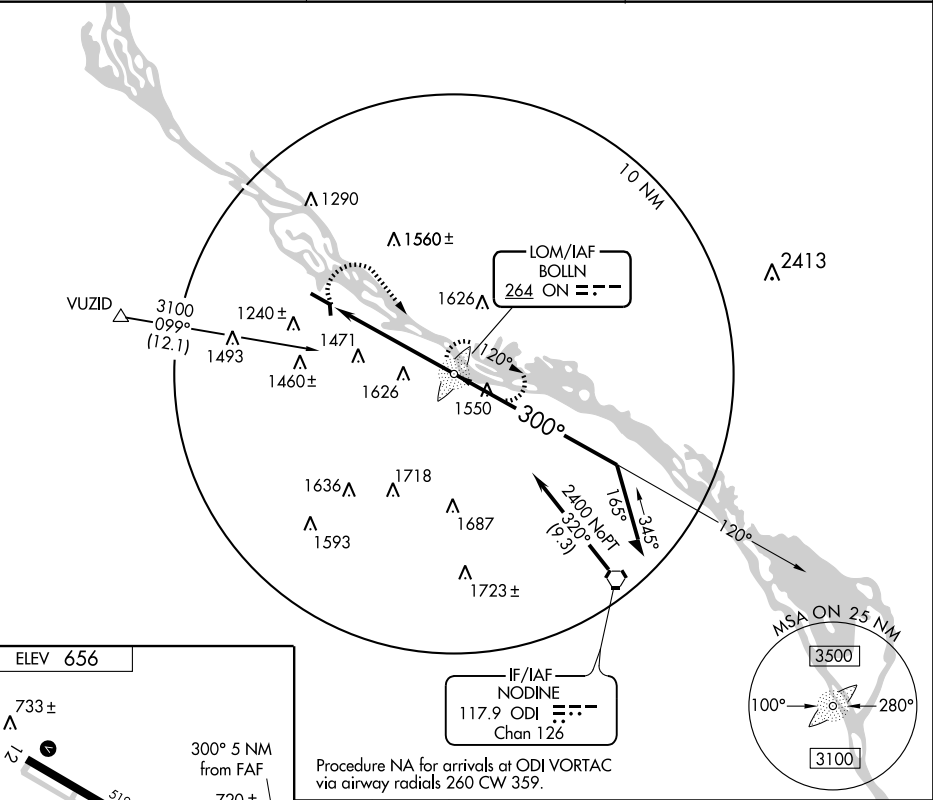 10 NM
1290
1560 ±
2413
LOM/IAF
BOLLN
264 ON
1626
VUZID
3100
099°
(12.1)
1240 ±
1493
1460 ±
1471
1626
120°
1550
300°
1636
1718
1593
1687
1723 ±
2400 NoPT
320°
(9.3)
165°
345°
120°
IF/IAF
NODINE
117.9 ODI
Chan 126
Procedure NA for arrivals at ODI VORTAC
via airway radials 260 CW 359.
MSA ON 25 NM
3500
100°
280°
3100
ELEV 656
733 ±
12
V
300° 5 NM
from FAF
720 ±